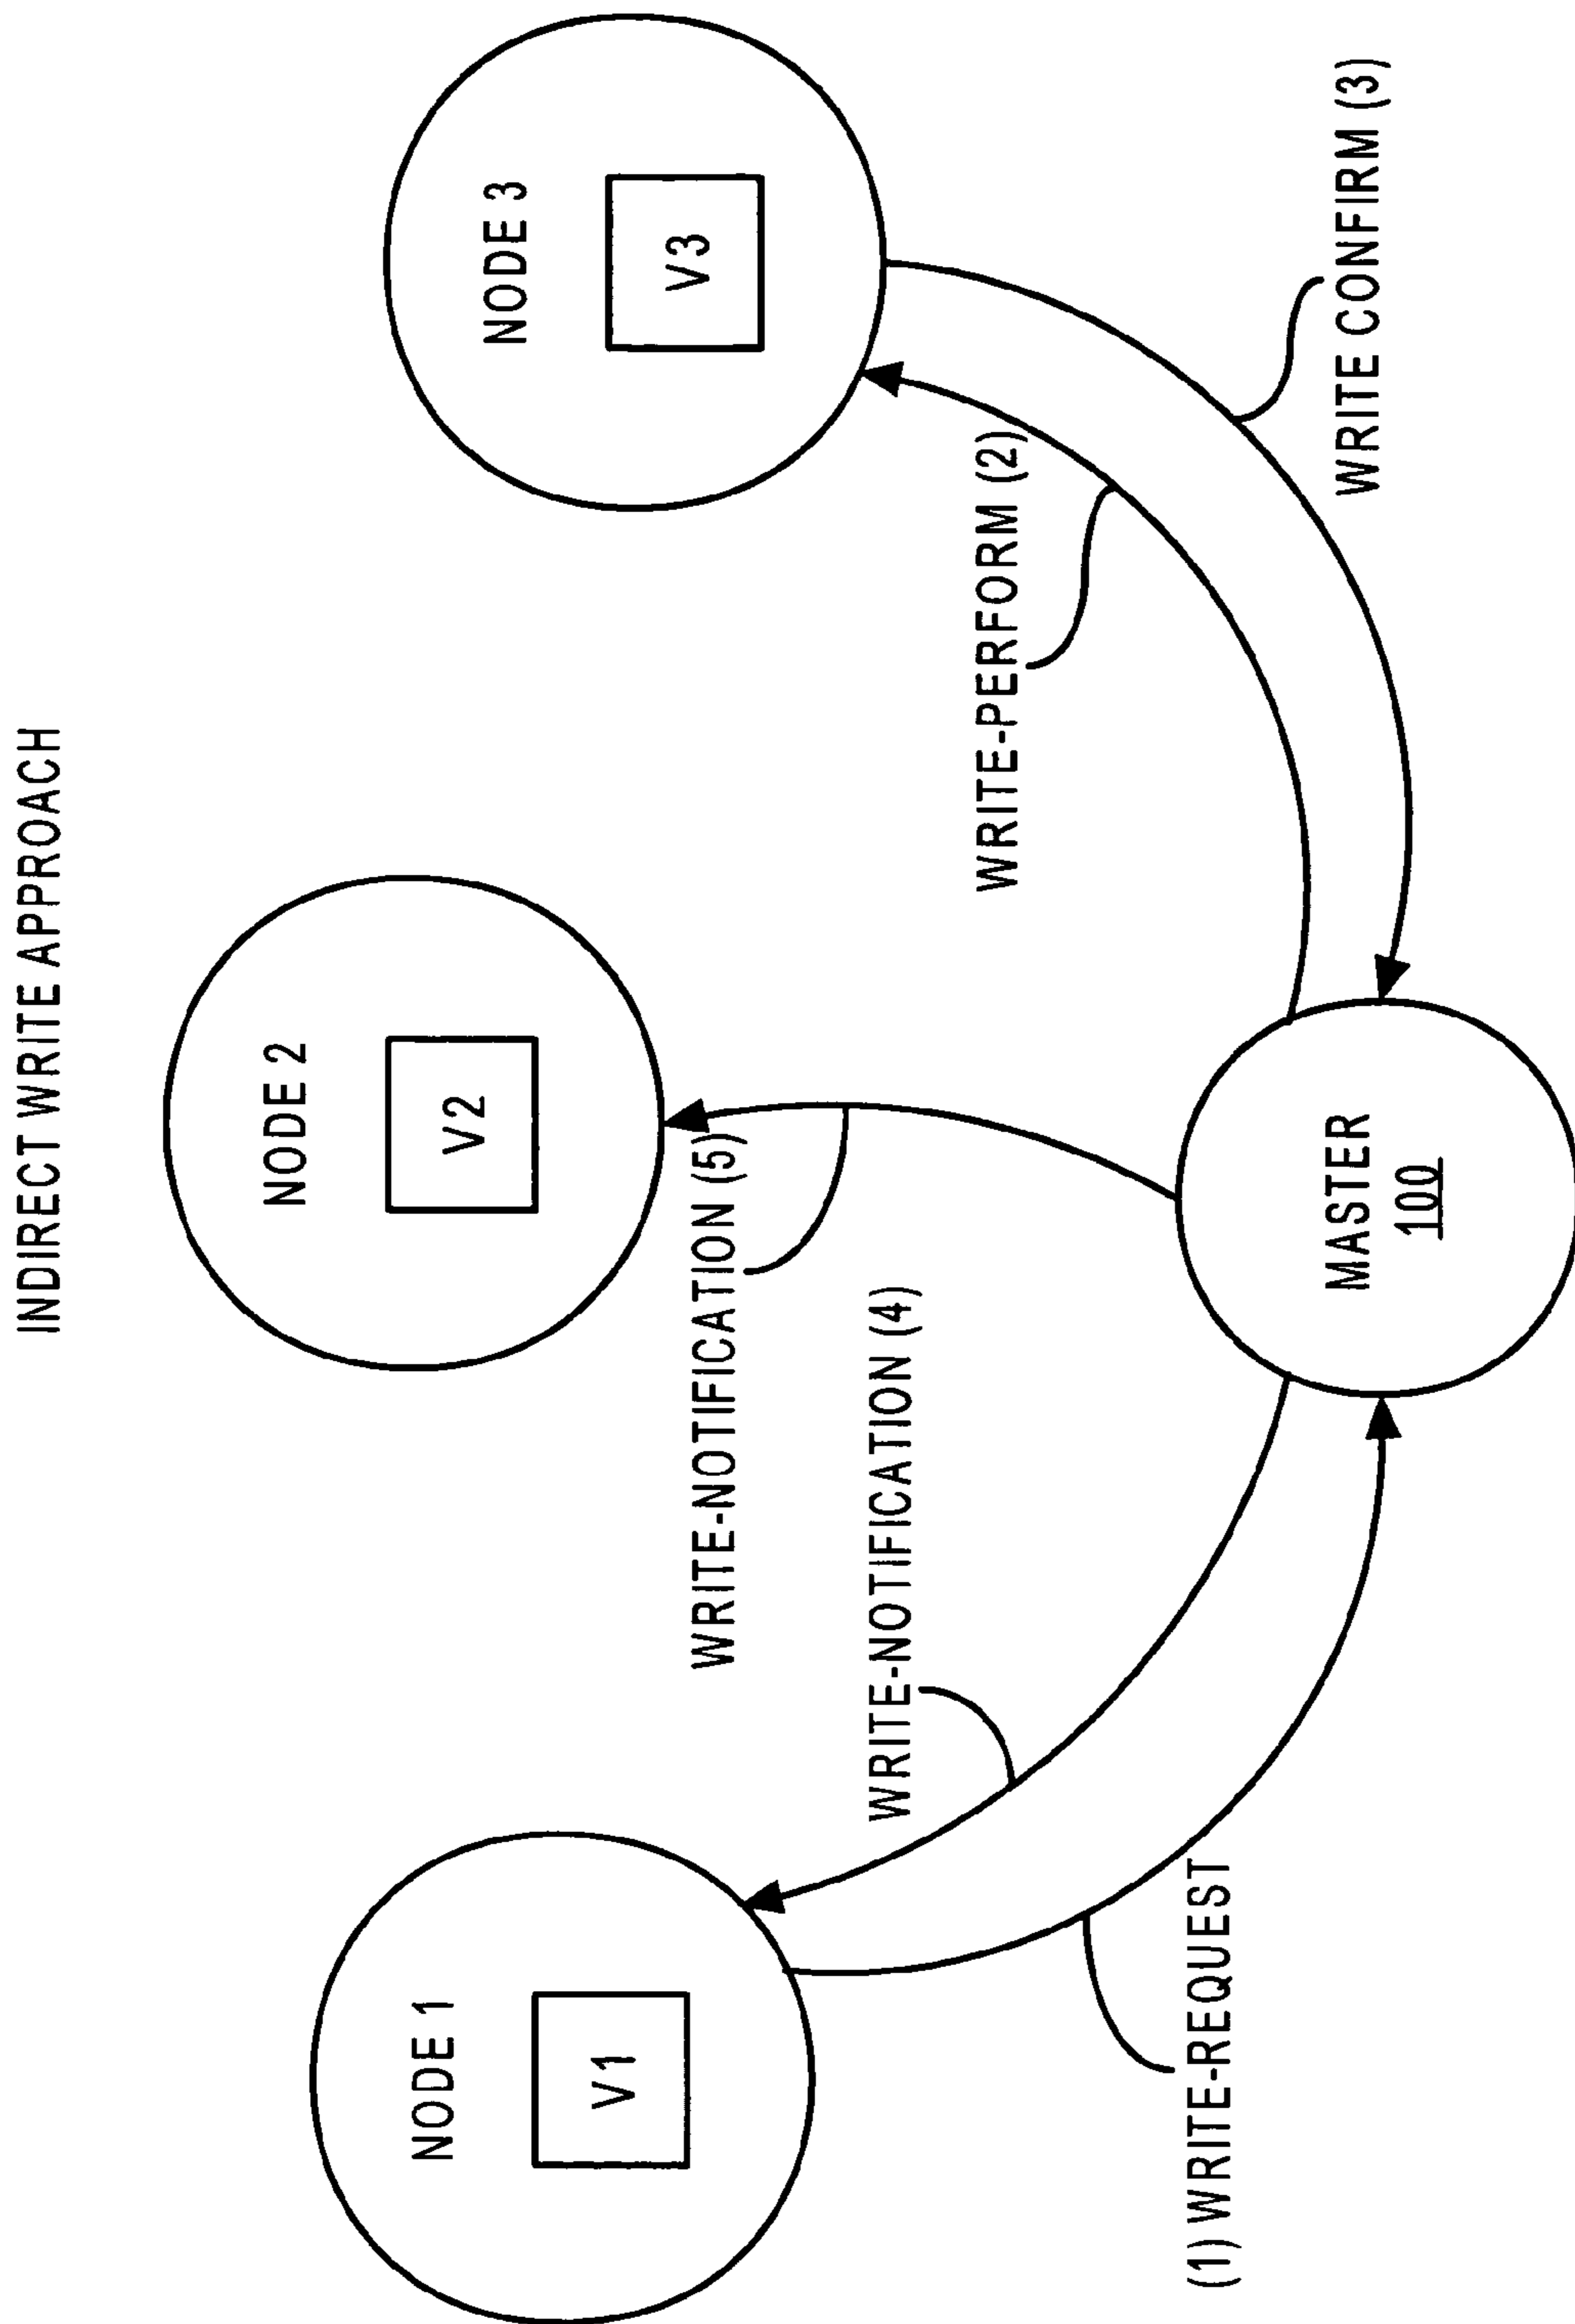 INDIRECT WRITE APPROACH
NODE 1
V1
NODE 2
V2
NODE 3
V3
(1) WRITE-REQUEST
WRITE-NOTIFICATION (4)
WRITE-NOTIFICATION (5)
WRITE-PERFORM (2)
WRITE CONFIRM (3)
MASTER
100